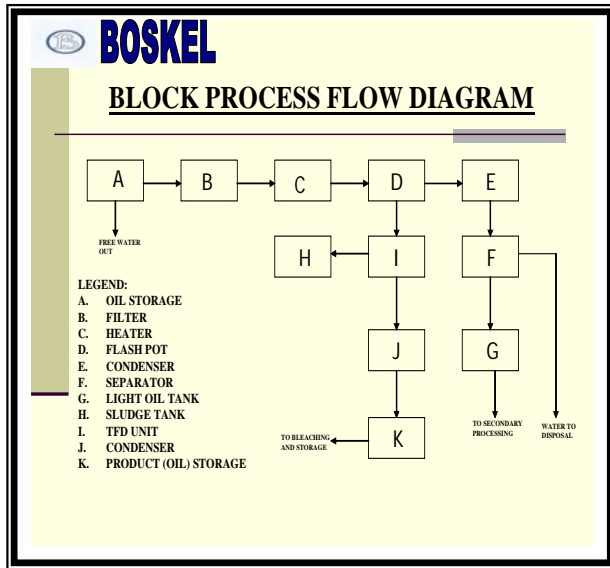 BOSKEL
BLOCK PROCESS FLOW DIAGRAM
A B C D E
FREE WATER
OUT
H I F
LEGEND:
A. OIL STORAGE
B. FILTER
C. HEATER
D. FLASH POT
E. CONDENSER
F. SEPARATOR
G. LIGHT OIL TANK
H. SLUDGE TANK
I. TFD UNIT
J. CONDENSER
K. PRODUCT (OIL) STORAGE
J G
TO BLEACHING
AND STORAGE
K
TO SECONDARY
PROCESSING
WATER TO
DISPOSAL